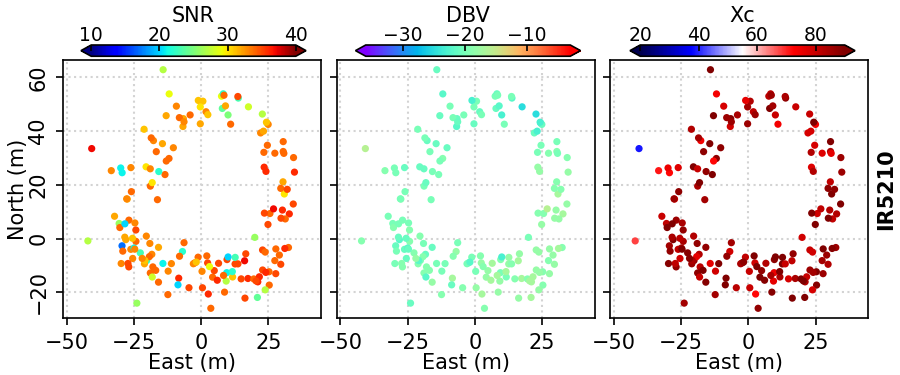 SNR DBV Xc
10 20 30 40 −30 −20 −10 20 40 60 80
60
40
20
0
−20
North (m)
IR5210
−50 −25 0 25 −50 −25 0 25 −50 −25 0 25
East (m) East (m) East (m)